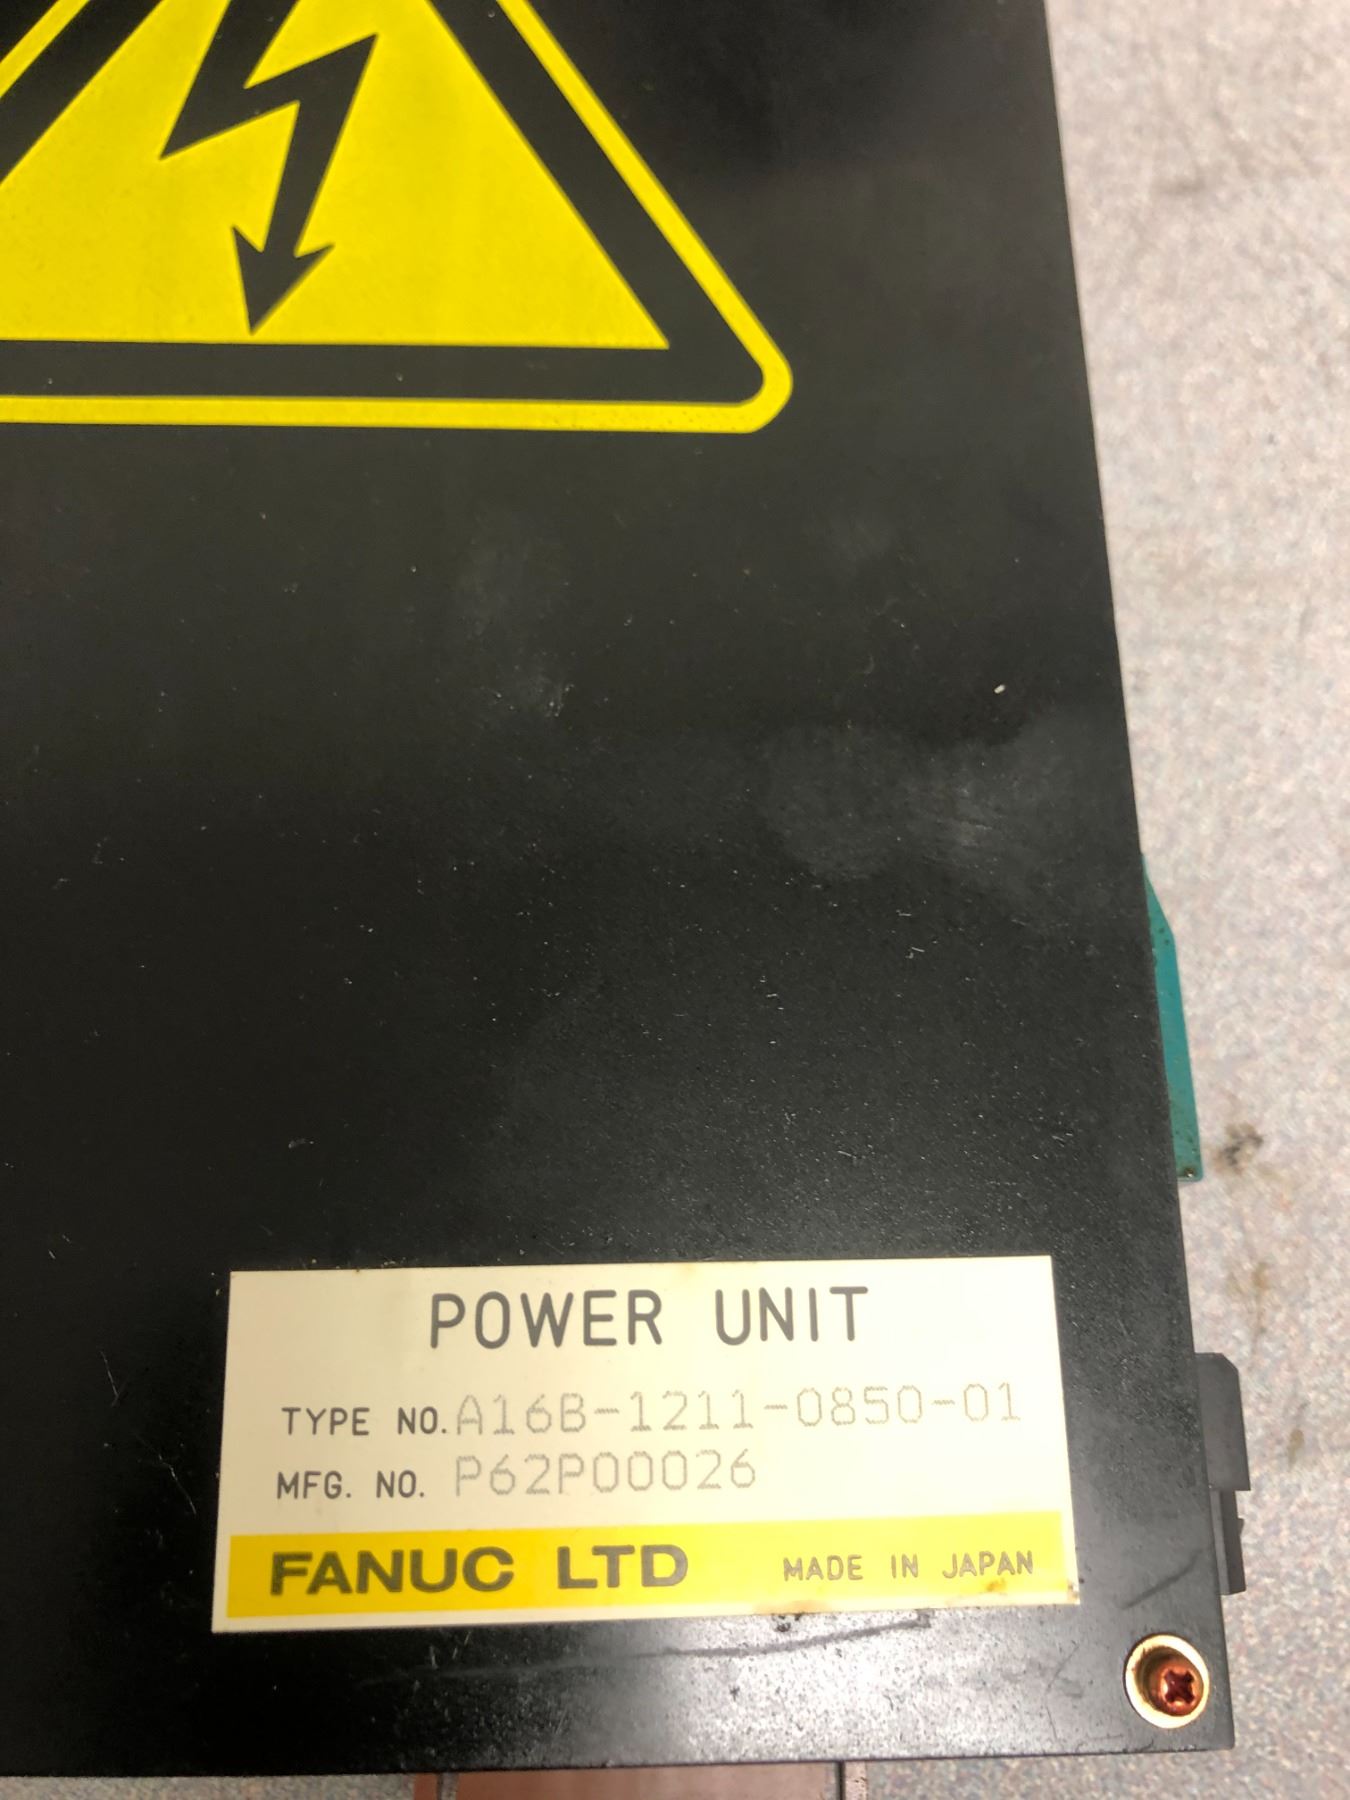 POWER UNIT
TYPE NO. A16B-1211-0850-01
MFG. NO. P62P00026
FANUC LTD MADE IN JAPAN